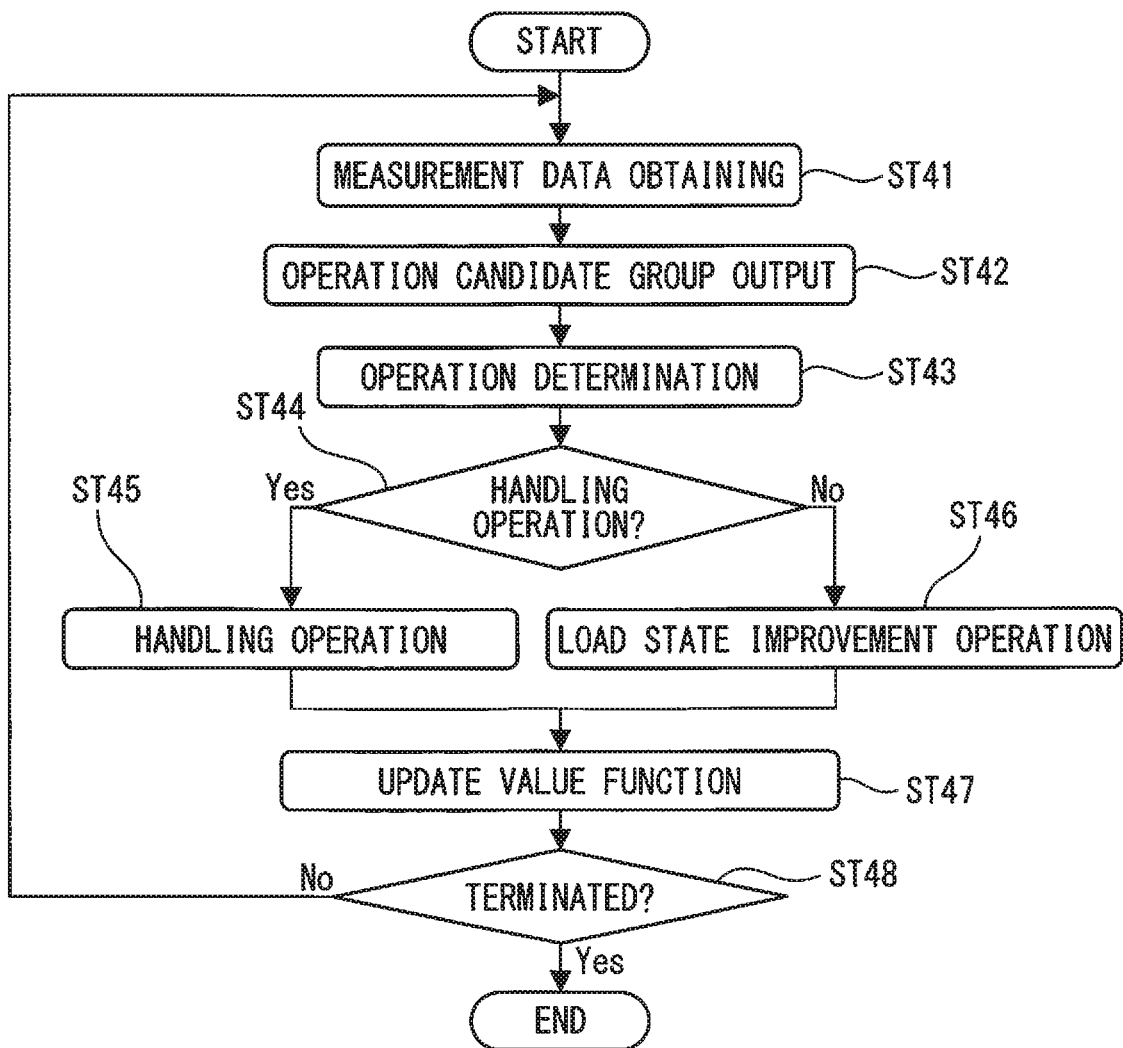 START
MEASUREMENT DATA OBTAINING
ST41
OPERATION CANDIDATE GROUP OUTPUT
ST42
OPERATION DETERMINATION
ST43
ST44
HANDLING
OPERATION?
Yes
No
ST45
ST46
HANDLING OPERATION
LOAD STATE IMPROVEMENT OPERATION
UPDATE VALUE FUNCTION
ST47
TERMINATED?
ST48
No
Yes
END